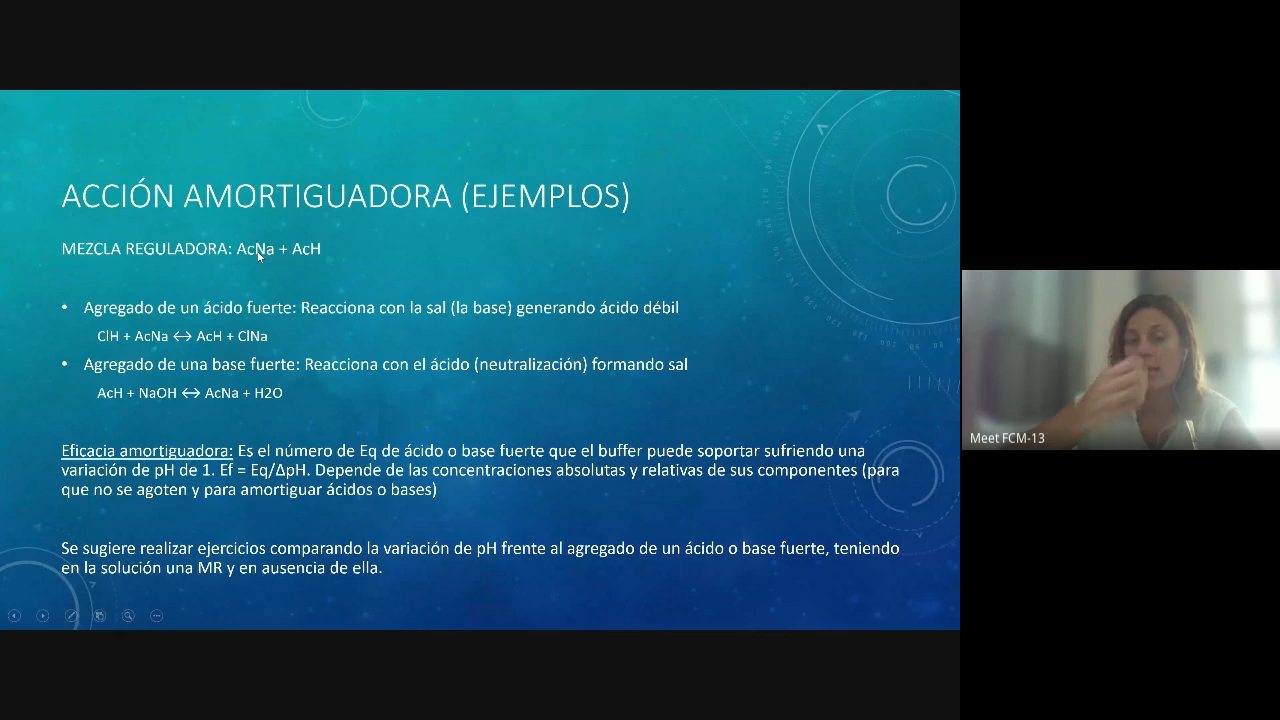 ACCIÓN AMORTIGUADORA (EJEMPLOS)
MEZCLA REGULADORA: AcNa + AcH
• Agregado de un ácido fuerte: Reacciona con la sal (la base) generando ácido débil
ClH + AcNa ↔ AcH + ClNa
• Agregado de una base fuerte: Reacciona con el ácido (neutralización) formando sal
AcH + NaOH ↔ AcNa + H2O
Eficacia amortiguadora: Es el número de Eq de ácido o base fuerte que el buffer puede soportar sufriendo una
variación de pH de 1. Ef = Eq/ΔpH. Depende de las concentraciones absolutas y relativas de sus componentes (para
que no se agoten y para amortiguar ácidos o bases)
Se sugiere realizar ejercicios comparando la variación de pH frente al agregado de un ácido o base fuerte, teniendo
en la solución una MR y en ausencia de ella.
Meet FCM-13